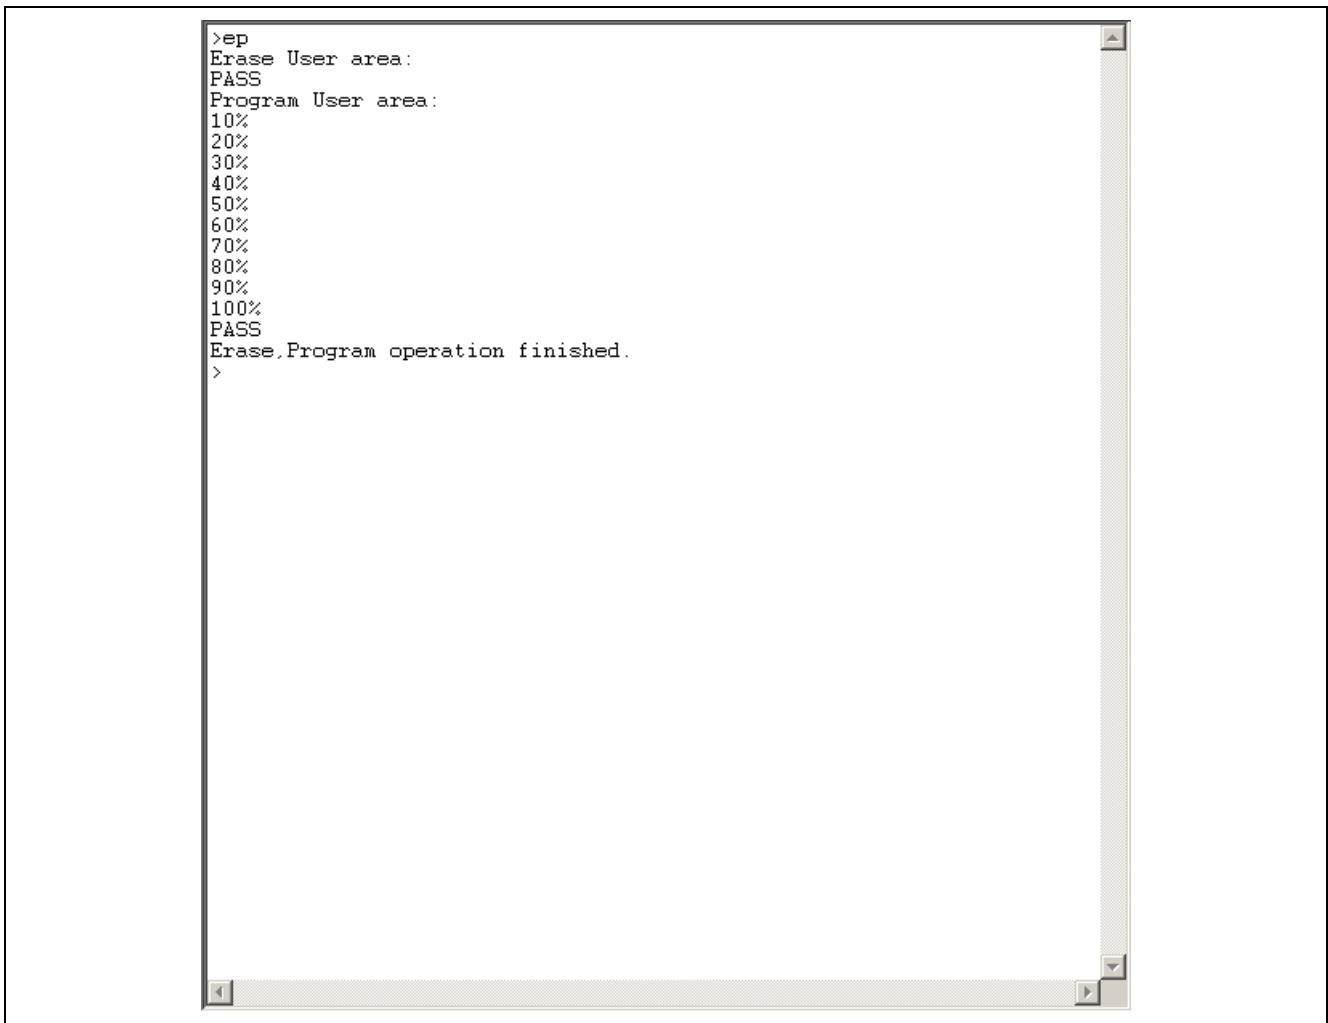 >ep
Erase User area:
PASS
Program User area:
10%
20%
30%
40%
50%
60%
70%
80%
90%
100%
PASS
Erase,Program operation finished.
>